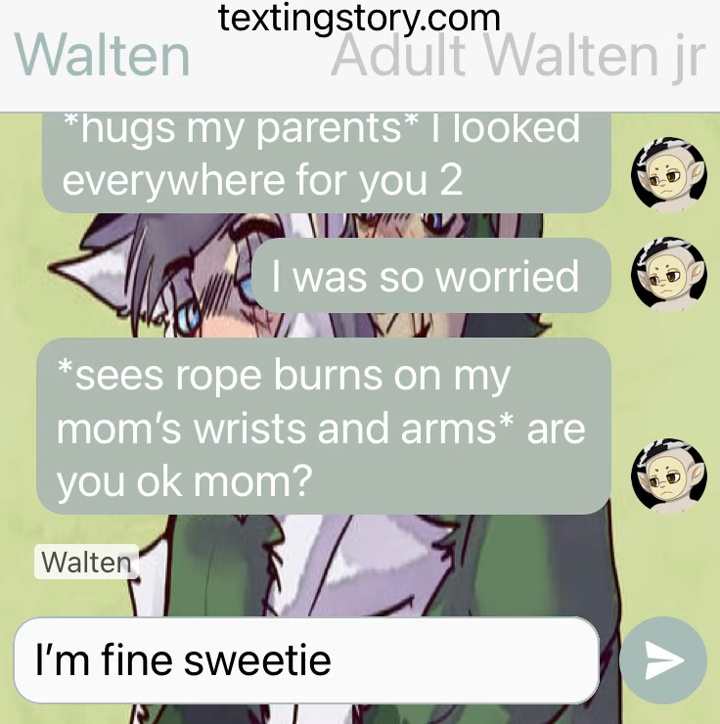 textingstory.com
Walten Adult Walten jr
*hugs my parents* I looked
everywhere for you 2
I was so worried
*sees rope burns on my
mom’s wrists and arms* are
you ok mom?
Walten
I’m fine sweetie